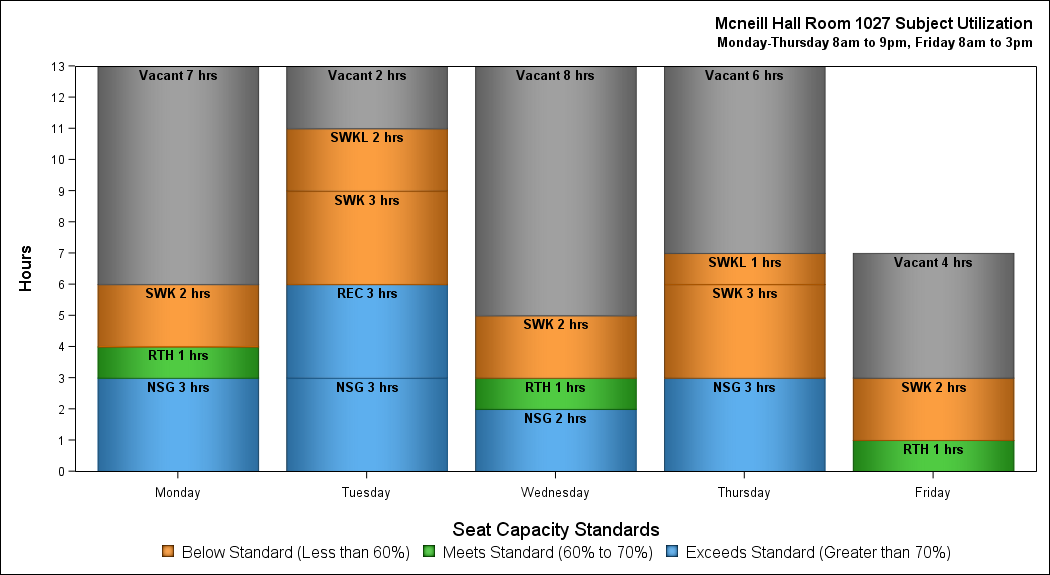 Mcneill Hall Room 1027 Subject Utilization
Monday-Thursday 8am to 9pm, Friday 8am to 3pm
Hours
13
12
11
10
9
8
7
6
5
4
3
2
1
0
Vacant 7 hrs
SWK 2 hrs
RTH 1 hrs
NSG 3 hrs
Vacant 2 hrs
SWKL 2 hrs
SWK 3 hrs
REC 3 hrs
NSG 3 hrs
Vacant 8 hrs
SWK 2 hrs
RTH 1 hrs
NSG 2 hrs
Vacant 6 hrs
SWKL 1 hrs
SWK 3 hrs
NSG 3 hrs
Vacant 4 hrs
SWK 2 hrs
RTH 1 hrs
Monday Tuesday Wednesday Thursday Friday
Seat Capacity Standards
Below Standard (Less than 60%) Meets Standard (60% to 70%) Exceeds Standard (Greater than 70%)